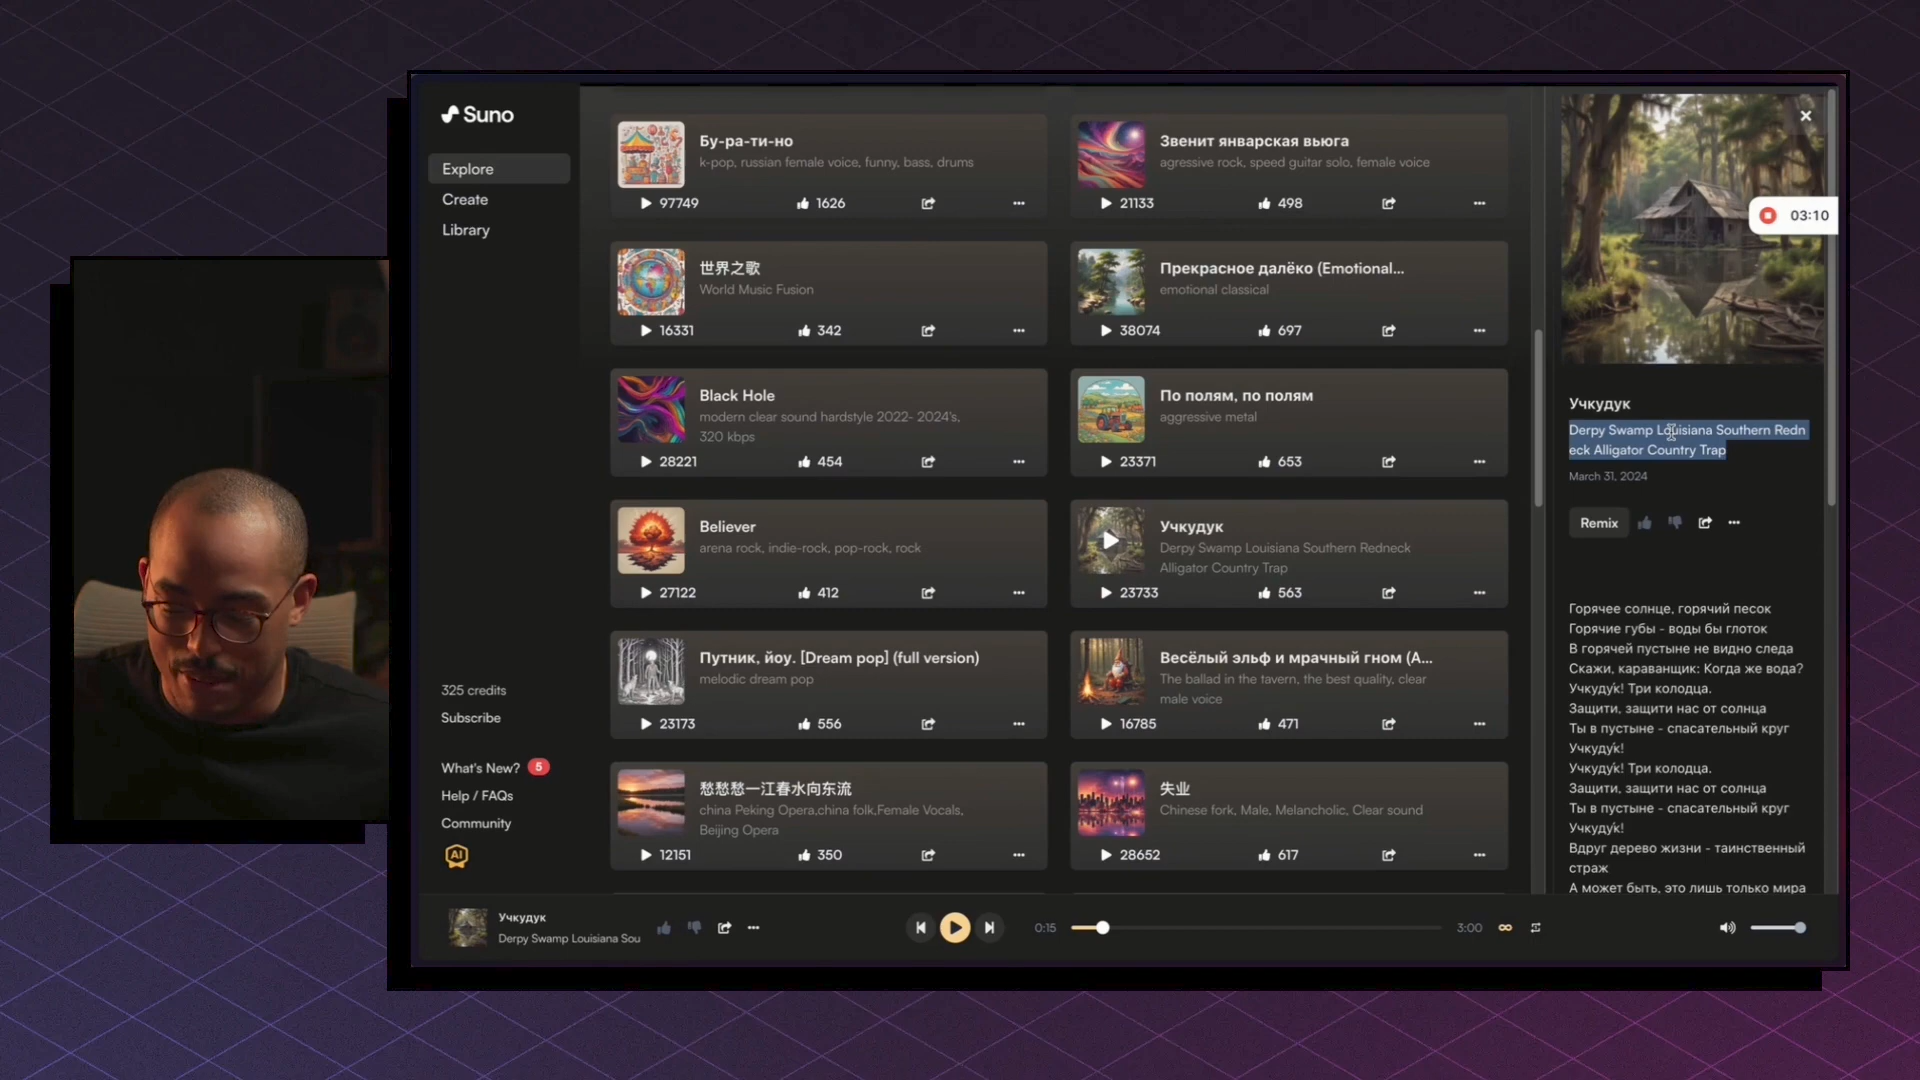 Suno
Explore
Create
Library
325 credits
Subscribe
What's New? 5
Help / FAQs
Community
AI
Бу-ра-ти-но
k-pop, russian female voice, funny, bass, drums
97749 1626
Звенит январская вьюга
agressive rock, speed guitar solo, female voice
21133 498
世界之歌
World Music Fusion
16331 342
Прекрасное далёко (Emotional...
emotional classical
38074 697
Black Hole
modern clear sound hardstyle 2022- 2024's,
320 kbps
28221 454
По полям, по полям
aggressive metal
23371 653
Believer
arena rock, indie-rock, pop-rock, rock
27122 412
Учкудук
Derpy Swamp Louisiana Southern Redneck
Alligator Country Trap
23733 563
Путник, йоу. [Dream pop] (full version)
melodic dream pop
23173 556
Весёлый эльф и мрачный гном (А...
The ballad in the tavern, the best quality, clear
male voice
16785 471
愁愁愁一江春水向东流
china Peking Opera,china folk,Female Vocals,
Beijing Opera
12151 350
失业
Chinese fork, Male, Melancholic, Clear sound
28652 617
03:10
Учкудук
Derpy Swamp Louisiana Southern Redn
eck Alligator Country Trap
March 31, 2024
Remix
Горячее солнце, горячий песок
Горячие губы - воды бы глоток
В горячей пустыне не видно следа
Скажи, караванщик: Когда же вода?
Учкуду́к! Три колодца.
Защити, защити нас от солнца
Ты в пустыне - спасательный круг
Учкуду́к!
Учкуду́к! Три колодца.
Защити, защити нас от солнца
Ты в пустыне - спасательный круг
Учкуду́к!
Вдруг дерево жизни - таинственный
страж
А может быть, это лишь только мира
Учкудук
Derpy Swamp Louisiana Sou
0:15
3:00